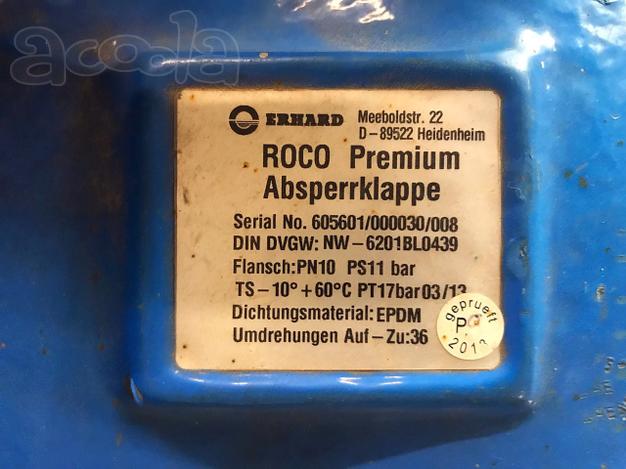 acoola
ERHARD Meeboldstr. 22
D-89522 Heidenheim
ROCO Premium
Absperrklappe
Serial No. 605601/000030/008
DIN DVGW: NW-6201BL0439
Flansch:PN10 PS11 bar
TS-10°+60°C PT17bar 03/13
Dichtungsmaterial: EPDM
Umdrehungen Auf-Zu:36
geprueft